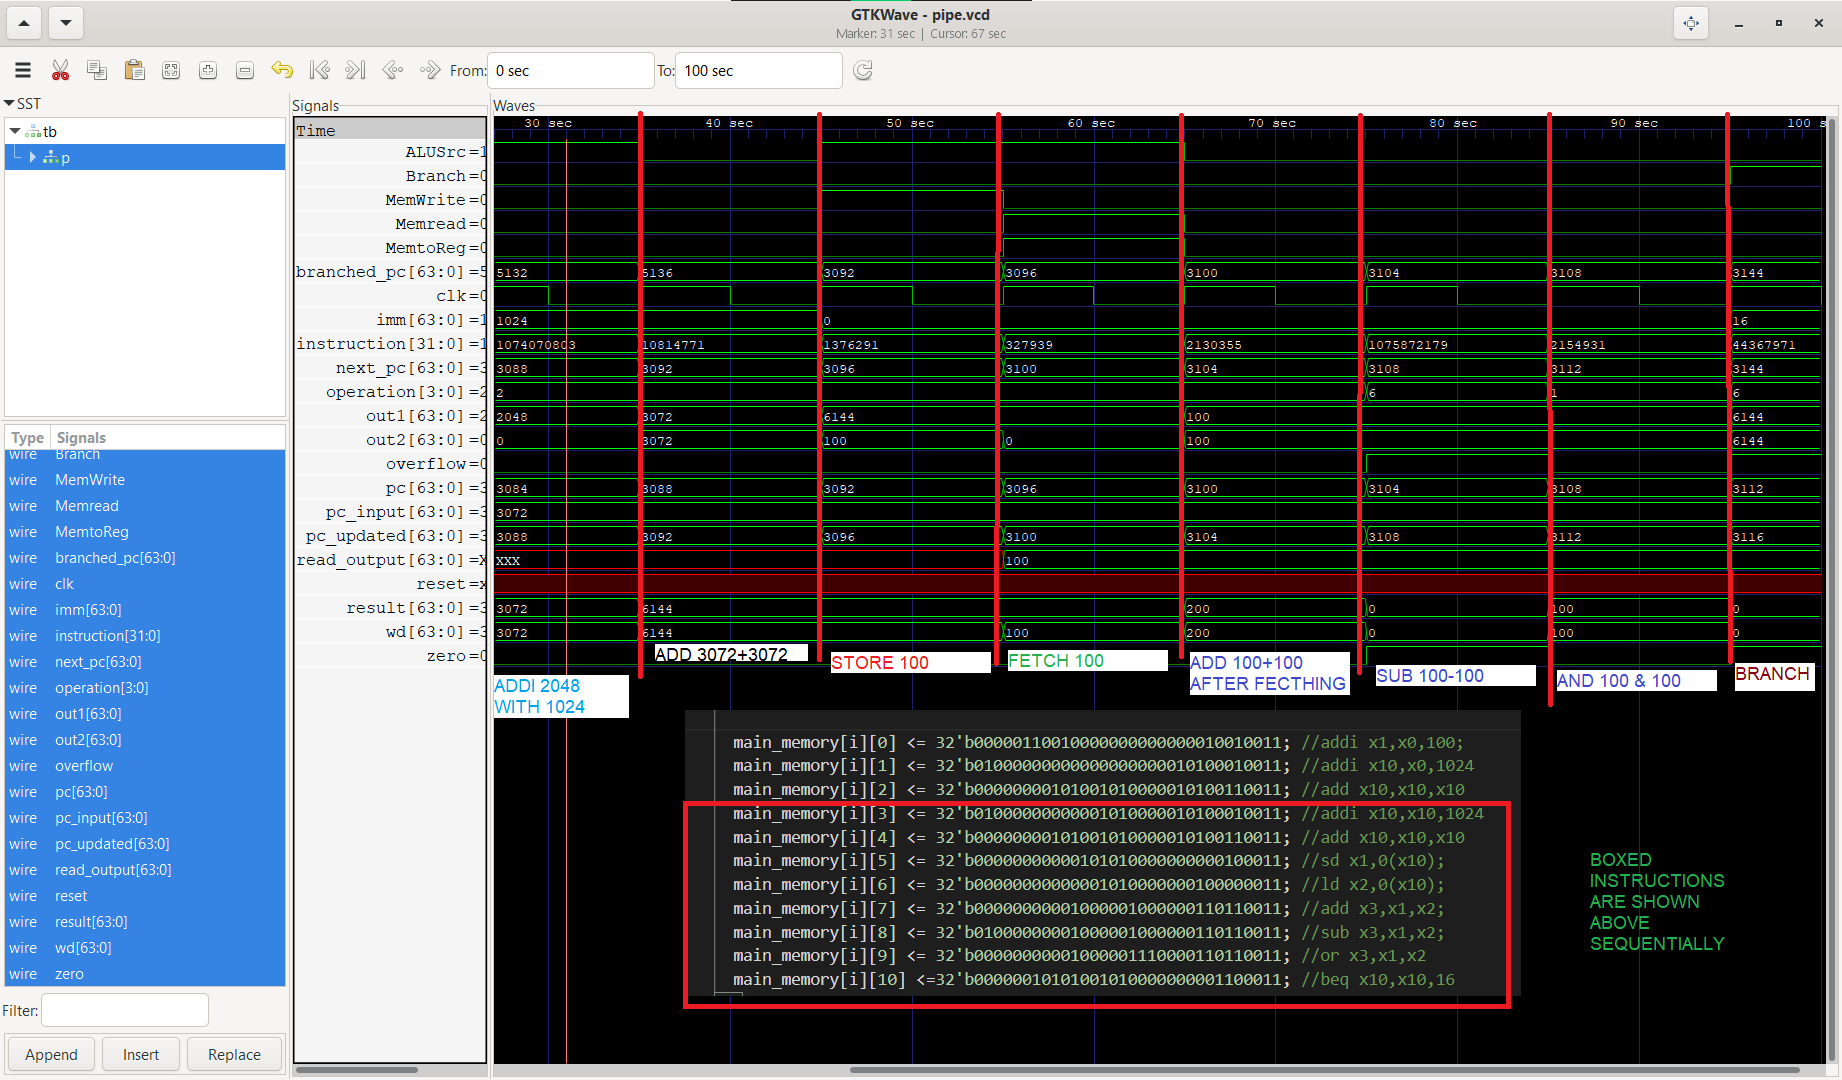 GTKWave - pipe.vcd
Marker: 31 sec | Cursor: 67 sec
From: 0 sec To: 100 sec
SST
tb
p
Type Signals
wire Branch
wire MemWrite
wire Memread
wire MemtoReg
wire branched_pc[63:0]
wire clk
wire imm[63:0]
wire instruction[31:0]
wire next_pc[63:0]
wire operation[3:0]
wire out1[63:0]
wire out2[63:0]
wire overflow
wire pc[63:0]
wire pc_input[63:0]
wire pc_updated[63:0]
wire read_output[63:0]
wire reset
wire result[63:0]
wire wd[63:0]
wire zero
Filter:
Append Insert Replace
Signals
Time
ALUSrc=1
Branch=0
MemWrite=0
Memread=0
MemtoReg=0
branched_pc[63:0]=5
clk=0
imm[63:0]=1
instruction[31:0]=1
next_pc[63:0]=3
operation[3:0]=2
out1[63:0]=2
out2[63:0]=0
overflow=0
pc[63:0]=3
pc_input[63:0]=3
pc_updated[63:0]=3
read_output[63:0]=X
reset=x
result[63:0]=3
wd[63:0]=3
zero=0
Waves
30 sec 40 sec 50 sec 60 sec 70 sec 80 sec 90 sec 100 s
5132 5136 3092 3096 3100 3104 3108 3144
1024 0 16
1074070803 10814771 1376291 327939 2130355 1075872179 2154931 44367971
3088 3092 3096 3100 3104 3108 3112 3144
2 6 1 6
2048 3072 6144 100 6144
0 3072 100 0 100 6144
3084 3088 3092 3096 3100 3104 3108 3112
3072
3088 3092 3096 3100 3104 3108 3112 3116
XXX 100
3072 6144 200 0 100 0
3072 6144 100 200 0 100 0
ADDI 2048
WITH 1024
ADD 3072+3072
STORE 100
FETCH 100
ADD 100+100
AFTER FECTHING
SUB 100-100
AND 100 & 100
BRANCH
main_memory[i][0] <= 32'b00000110010000000000000010010011; //addi x1,x0,100;
main_memory[i][1] <= 32'b01000000000000000000010100010011; //addi x10,x0,1024
main_memory[i][2] <= 32'b00000000101001010000010100110011; //add x10,x10,x10
main_memory[i][3] <= 32'b01000000000001010000010100010011; //addi x10,x10,1024
main_memory[i][4] <= 32'b00000000101001010000010100110011; //add x10,x10,x10
main_memory[i][5] <= 32'b00000000000101010000000000100011; //sd x1,0(x10);
main_memory[i][6] <= 32'b00000000000001010000000100000011; //ld x2,0(x10);
main_memory[i][7] <= 32'b00000000001000001000000110110011; //add x3,x1,x2;
main_memory[i][8] <= 32'b01000000001000001000000110110011; //sub x3,x1,x2;
main_memory[i][9] <= 32'b00000000001000001110000110110011; //or x3,x1,x2
main_memory[i][10] <=32'b00000010101001010000000001100011; //beq x10,x10,16
BOXED
INSTRUCTIONS
ARE SHOWN
ABOVE
SEQUENTIALLY